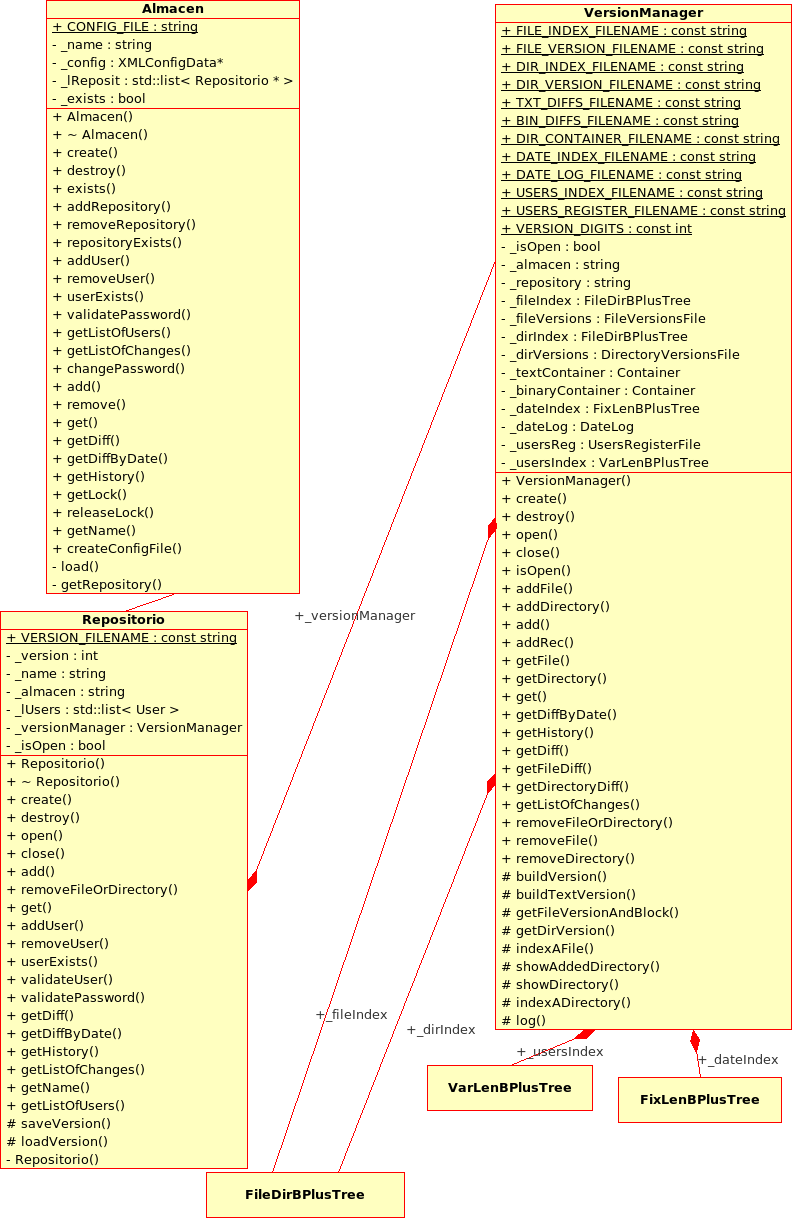 Almacen
+ CONFIG_FILE : string
- _name : string
- _config : XMLConfigData*
- _lReposit : std::list< Repositorio * >
- _exists : bool
+ Almacen()
+ ~ Almacen()
+ create()
+ destroy()
+ exists()
+ addRepository()
+ removeRepository()
+ repositoryExists()
+ addUser()
+ removeUser()
+ userExists()
+ validatePassword()
+ getListOfUsers()
+ getListOfChanges()
+ changePassword()
+ add()
+ remove()
+ get()
+ getDiff()
+ getDiffByDate()
+ getHistory()
+ getLock()
+ releaseLock()
+ getName()
+ createConfigFile()
- load()
- getRepository()
VersionManager
+ FILE_INDEX_FILENAME : const string
+ FILE_VERSION_FILENAME : const string
+ DIR_INDEX_FILENAME : const string
+ DIR_VERSION_FILENAME : const string
+ TXT_DIFFS_FILENAME : const string
+ BIN_DIFFS_FILENAME : const string
+ DIR_CONTAINER_FILENAME : const string
+ DATE_INDEX_FILENAME : const string
+ DATE_LOG_FILENAME : const string
+ USERS_INDEX_FILENAME : const string
+ USERS_REGISTER_FILENAME : const string
+ VERSION_DIGITS : const int
- _isOpen : bool
- _almacen : string
- _repository : string
- _fileIndex : FileDirBPlusTree
- _fileVersions : FileVersionsFile
- _dirIndex : FileDirBPlusTree
- _dirVersions : DirectoryVersionsFile
- _textContainer : Container
- _binaryContainer : Container
- _dateIndex : FixLenBPlusTree
- _dateLog : DateLog
- _usersReg : UsersRegisterFile
- _usersIndex : VarLenBPlusTree
+ VersionManager()
+ create()
+ destroy()
+ open()
+ close()
+ isOpen()
+ addFile()
+ addDirectory()
+ add()
+ addRec()
+ getFile()
+ getDirectory()
+ get()
+ getDiffByDate()
+ getHistory()
+ getDiff()
+ getFileDiff()
+ getDirectoryDiff()
+ getListOfChanges()
+ removeFileOrDirectory()
+ removeFile()
+ removeDirectory()
# buildVersion()
# buildTextVersion()
# getFileVersionAndBlock()
# getDirVersion()
# indexAFile()
# showAddedDirectory()
# showDirectory()
# indexADirectory()
# log()
+_versionManager
Repositorio
+ VERSION_FILENAME : const string
- _version : int
- _name : string
- _almacen : string
- _lUsers : std::list< User >
- _versionManager : VersionManager
- _isOpen : bool
+ Repositorio()
+ ~ Repositorio()
+ create()
+ destroy()
+ open()
+ close()
+ add()
+ removeFileOrDirectory()
+ get()
+ addUser()
+ removeUser()
+ userExists()
+ validateUser()
+ validatePassword()
+ getDiff()
+ getDiffByDate()
+ getHistory()
+ getListOfChanges()
+ getName()
+ getListOfUsers()
# saveVersion()
# loadVersion()
- Repositorio()
+_fileIndex
+_dirIndex
+_usersIndex
+_dateIndex
VarLenBPlusTree
FixLenBPlusTree
FileDirBPlusTree